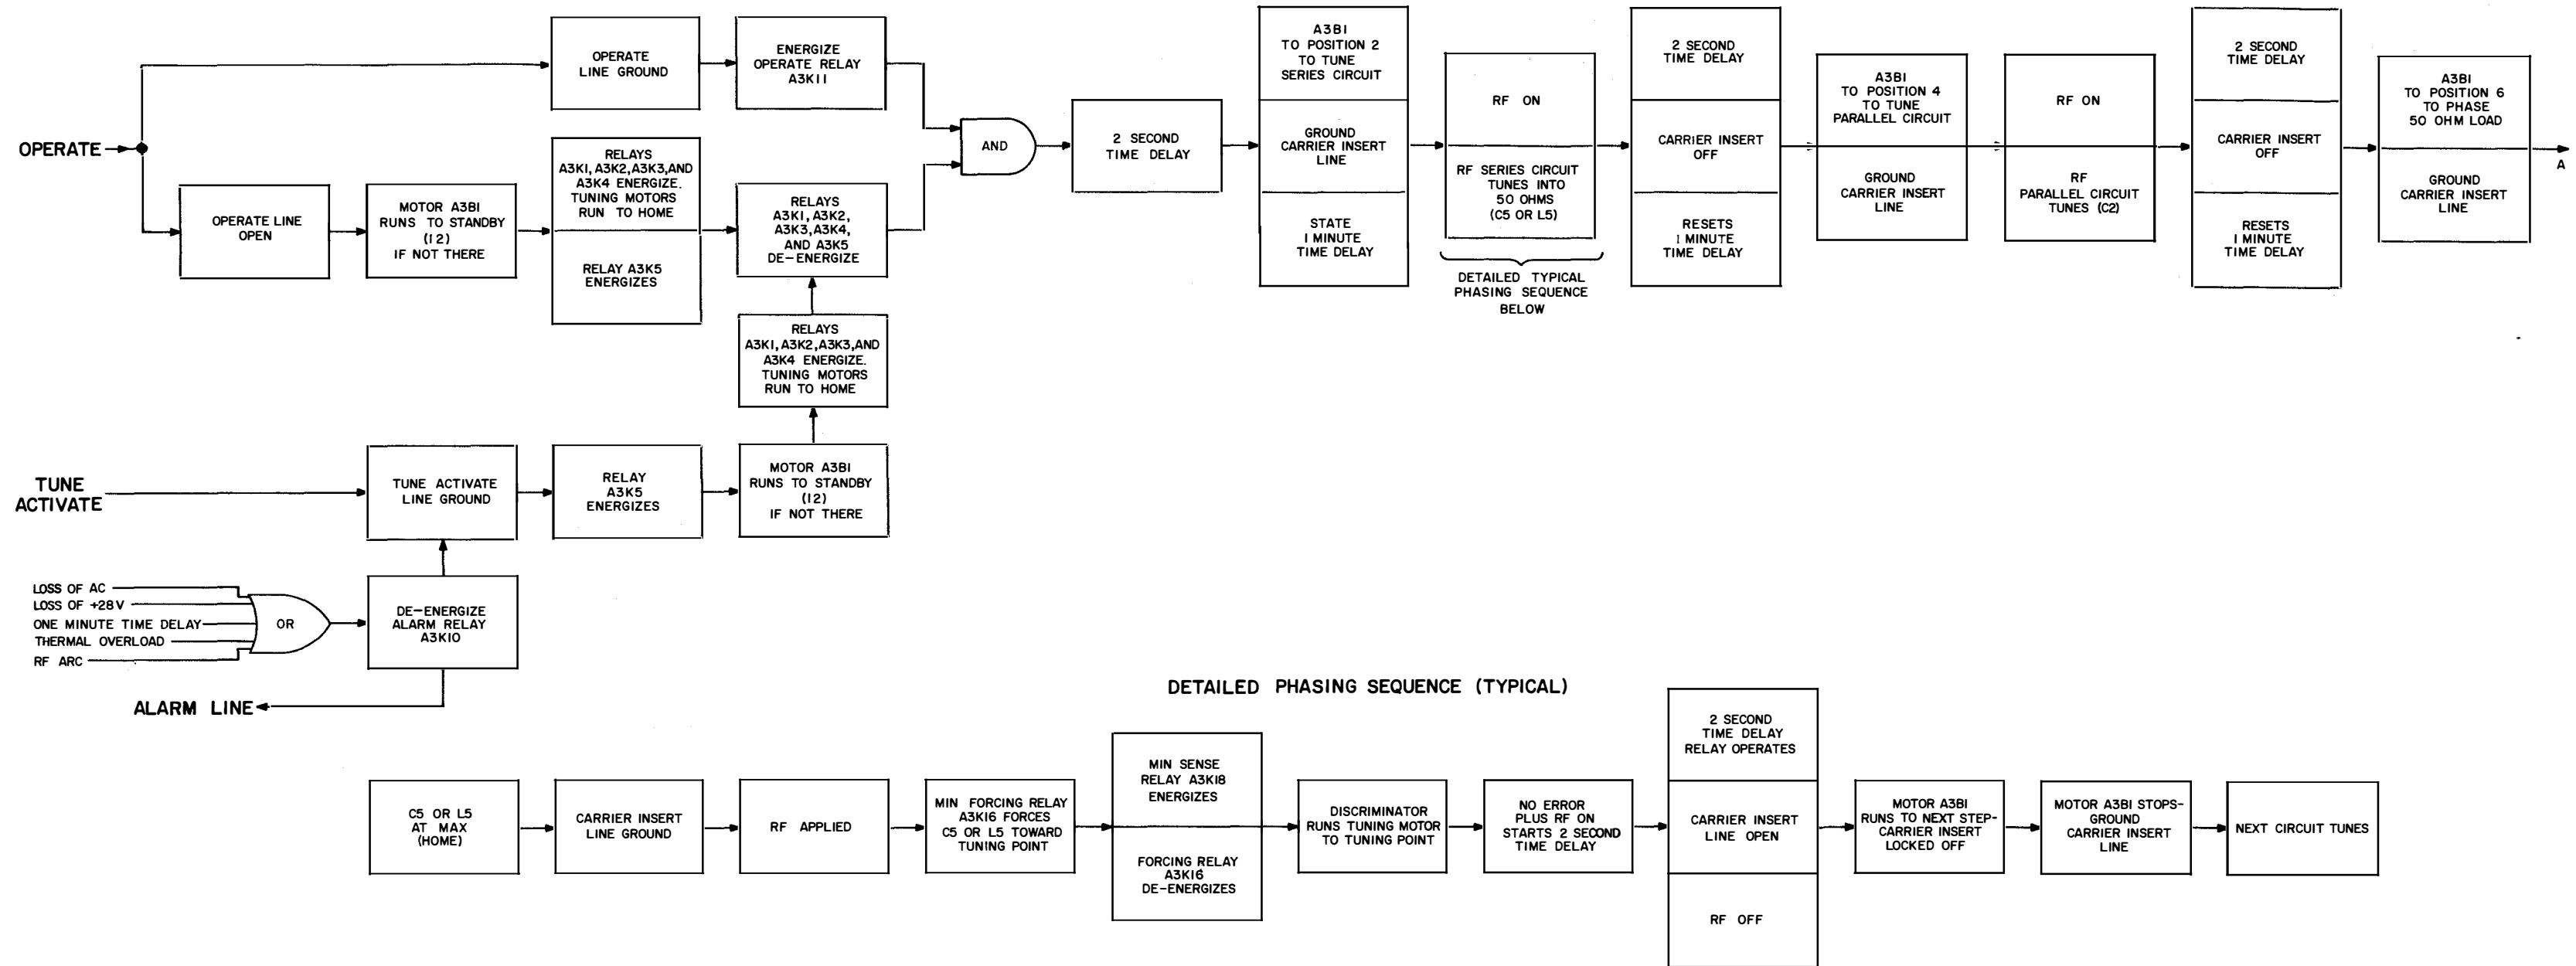 OPERATE
OPERATE
LINE GROUND
ENERGIZE
OPERATE RELAY
A3K11
OPERATE LINE
OPEN
MOTOR A3B1
RUNS TO STANDBY
(12)
IF NOT THERE
RELAYS
A3K1, A3K2, A3K3, AND
A3K4 ENERGIZE.
TUNING MOTORS
RUN TO HOME
RELAY A3K5
ENERGIZES
RELAYS
A3K1, A3K2,
A3K3, A3K4,
AND A3K5
DE-ENERGIZE
AND
2 SECOND
TIME DELAY
A3B1
TO POSITION 2
TO TUNE
SERIES CIRCUIT
GROUND
CARRIER INSERT
LINE
STATE
1 MINUTE
TIME DELAY
RF ON
RF SERIES CIRCUIT
TUNES INTO
50 OHMS
(C5 OR L5)
DETAILED TYPICAL
PHASING SEQUENCE
BELOW
2 SECOND
TIME DELAY
CARRIER INSERT
OFF
RESETS
1 MINUTE
TIME DELAY
A3B1
TO POSITION 4
TO TUNE
PARALLEL CIRCUIT
GROUND
CARRIER INSERT
LINE
RF ON
RF
PARALLEL CIRCUIT
TUNES (C2)
2 SECOND
TIME DELAY
CARRIER INSERT
OFF
RESETS
1 MINUTE
TIME DELAY
A3B1
TO POSITION 6
TO PHASE
50 OHM LOAD
GROUND
CARRIER INSERT
LINE
A
RELAYS
A3K1, A3K2, A3K3, AND
A3K4 ENERGIZE.
TUNING MOTORS
RUN TO HOME
TUNE
ACTIVATE
TUNE ACTIVATE
LINE GROUND
RELAY
A3K5
ENERGIZES
MOTOR A3B1
RUNS TO STANDBY
(12)
IF NOT THERE
LOSS OF AC
LOSS OF +28V
ONE MINUTE TIME DELAY
THERMAL OVERLOAD
RF ARC
OR
DE-ENERGIZE
ALARM RELAY
A3K10
ALARM LINE
DETAILED PHASING SEQUENCE (TYPICAL)
C5 OR L5
AT MAX
(HOME)
CARRIER INSERT
LINE GROUND
RF APPLIED
MIN FORCING RELAY
A3K16 FORCES
C5 OR L5 TOWARD
TUNING POINT
MIN SENSE
RELAY A3K18
ENERGIZES
FORCING RELAY
A3K16
DE-ENERGIZES
DISCRIMINATOR
RUNS TUNING MOTOR
TO TUNING POINT
NO ERROR
PLUS RF ON
STARTS 2 SECOND
TIME DELAY
2 SECOND
TIME DELAY
RELAY OPERATES
CARRIER INSERT
LINE OPEN
RF OFF
MOTOR A3B1
RUNS TO NEXT STEP-
CARRIER INSERT
LOCKED OFF
MOTOR A3B1 STOPS-
GROUND
CARRIER INSERT
LINE
NEXT CIRCUIT TUNES